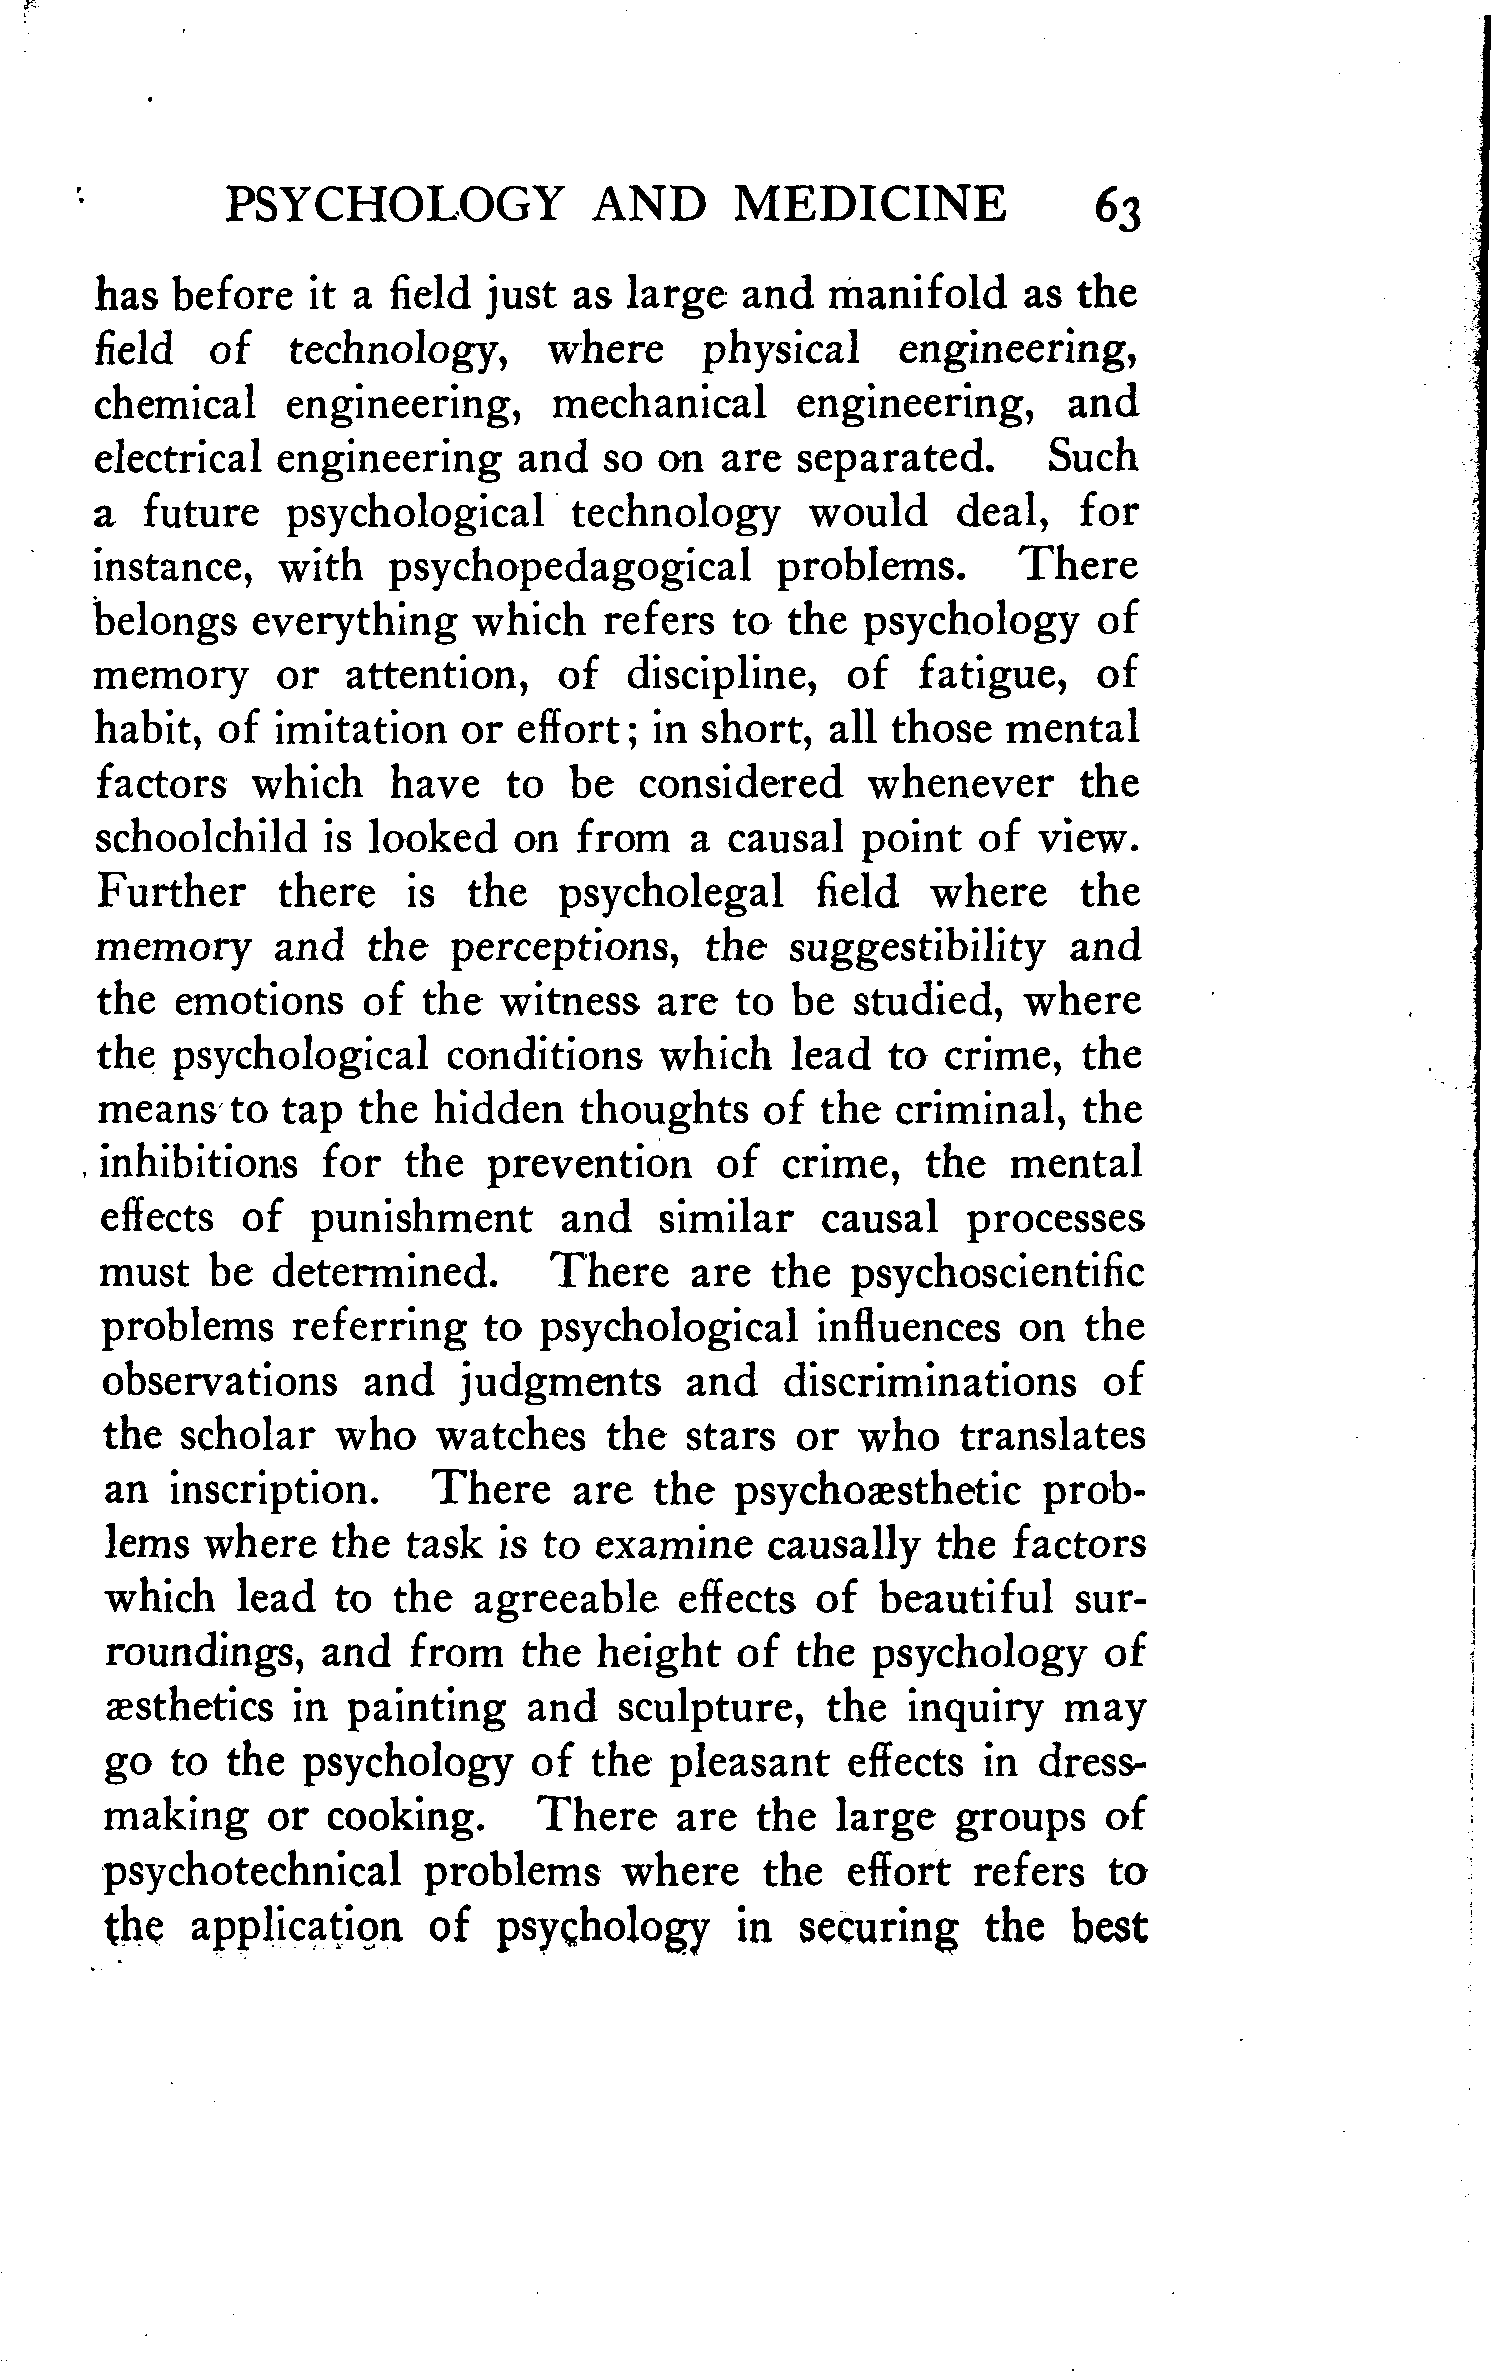 PSYCHOLOGY AND MEDICINE 63
has before it a field just as large and manifold as the
field of technology, where physical engineering,
chemical engineering, mechanical engineering, and
electrical engineering and so on are separated. Such
a future psychological technology would deal, for
instance, with psychopedagogical problems. There
belongs everything which refers to the psychology of
memory or attention, of discipline, of fatigue, of
habit, of imitation or effort; in short, all those mental
factors which have to be considered whenever the
schoolchild is looked on from a causal point of view.
Further there is the psycholegal field where the
memory and the perceptions, the suggestibility and
the emotions of the witness are to be studied, where
the psychological conditions which lead to crime, the
means to tap the hidden thoughts of the criminal, the
inhibitions for the prevention of crime, the mental
effects of punishment and similar causal processes
must be determined. There are the psychoscientific
problems referring to psychological influences on the
observations and judgments and discriminations of
the scholar who watches the stars or who translates
an inscription. There are the psychoæsthetic prob-
lems where the task is to examine causally the factors
which lead to the agreeable effects of beautiful sur-
roundings, and from the height of the psychology of
æsthetics in painting and sculpture, the inquiry may
go to the psychology of the pleasant effects in dress-
making or cooking. There are the large groups of
psychotechnical problems where the effort refers to
the application of psychology in securing the best